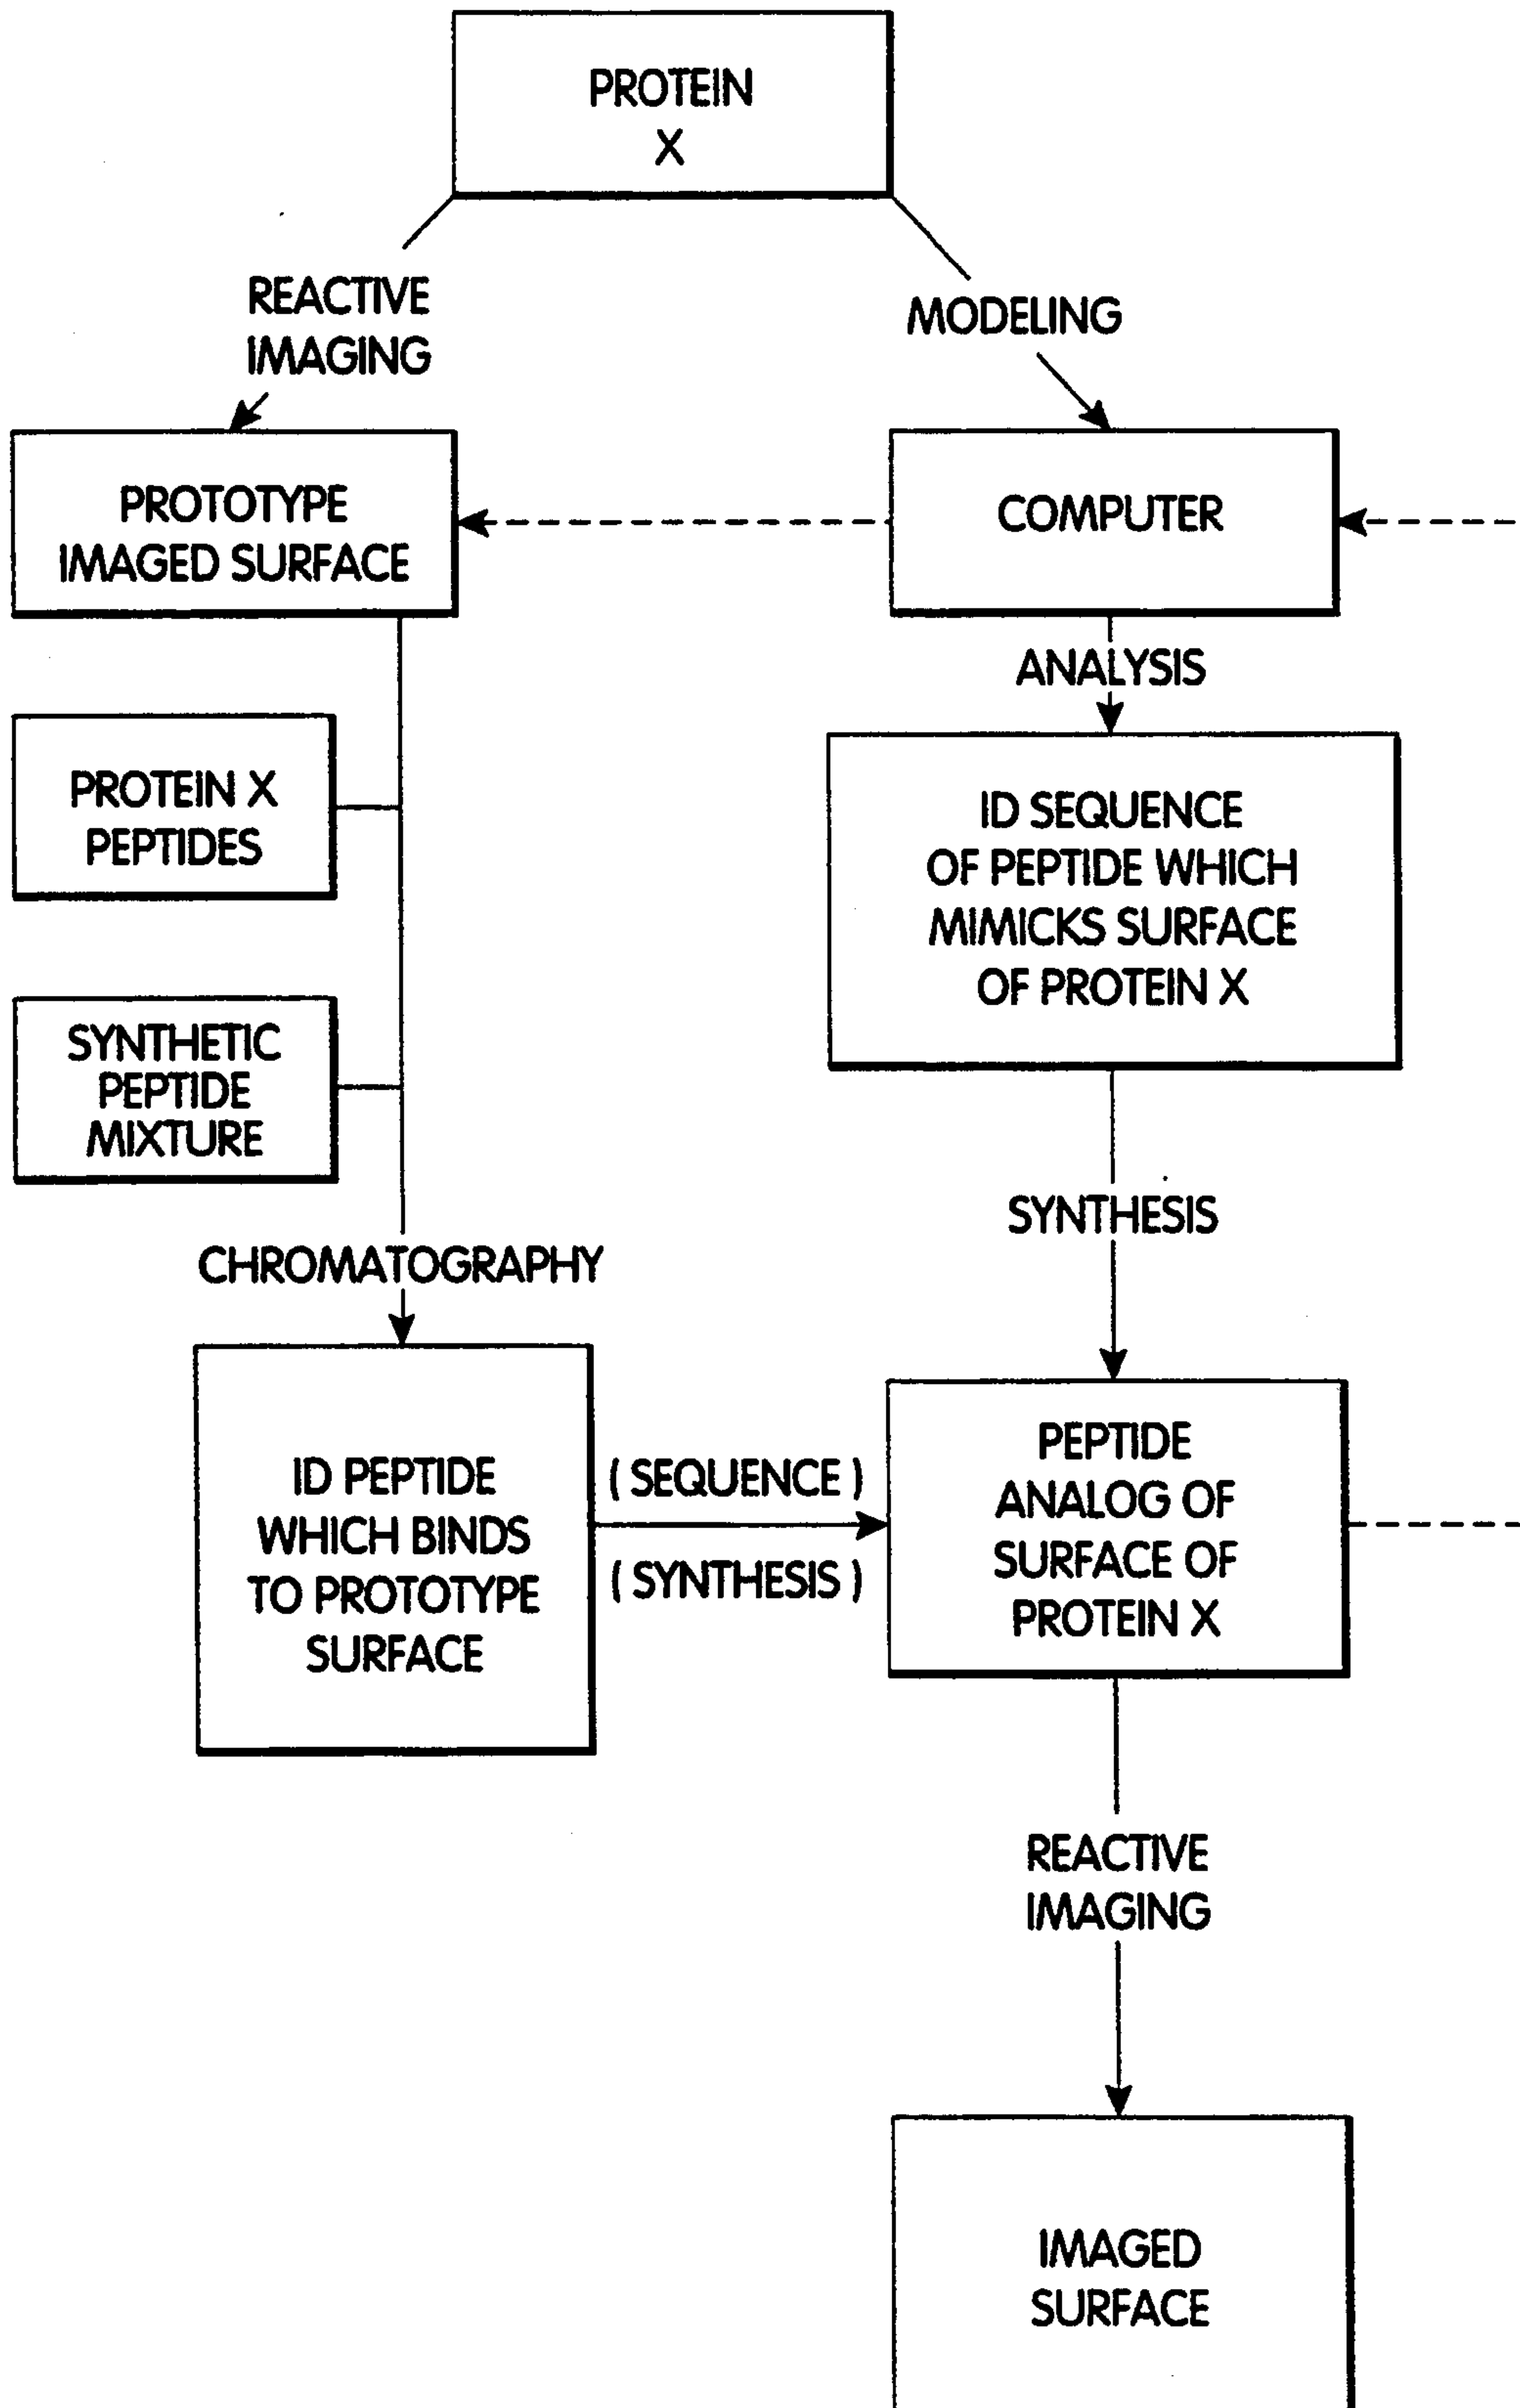 PROTEIN
X
REACTIVE
IMAGING
MODELING
PROTOTYPE
IMAGED SURFACE
COMPUTER
ANALYSIS
PROTEIN X
PEPTIDES
ID SEQUENCE
OF PEPTIDE WHICH
MIMICKS SURFACE
OF PROTEIN X
SYNTHETIC
PEPTIDE
MIXTURE
SYNTHESIS
CHROMATOGRAPHY
ID PEPTIDE
WHICH BINDS
TO PROTOTYPE
SURFACE
( SEQUENCE )
( SYNTHESIS )
PEPTIDE
ANALOG OF
SURFACE OF
PROTEIN X
REACTIVE
IMAGING
IMAGED
SURFACE